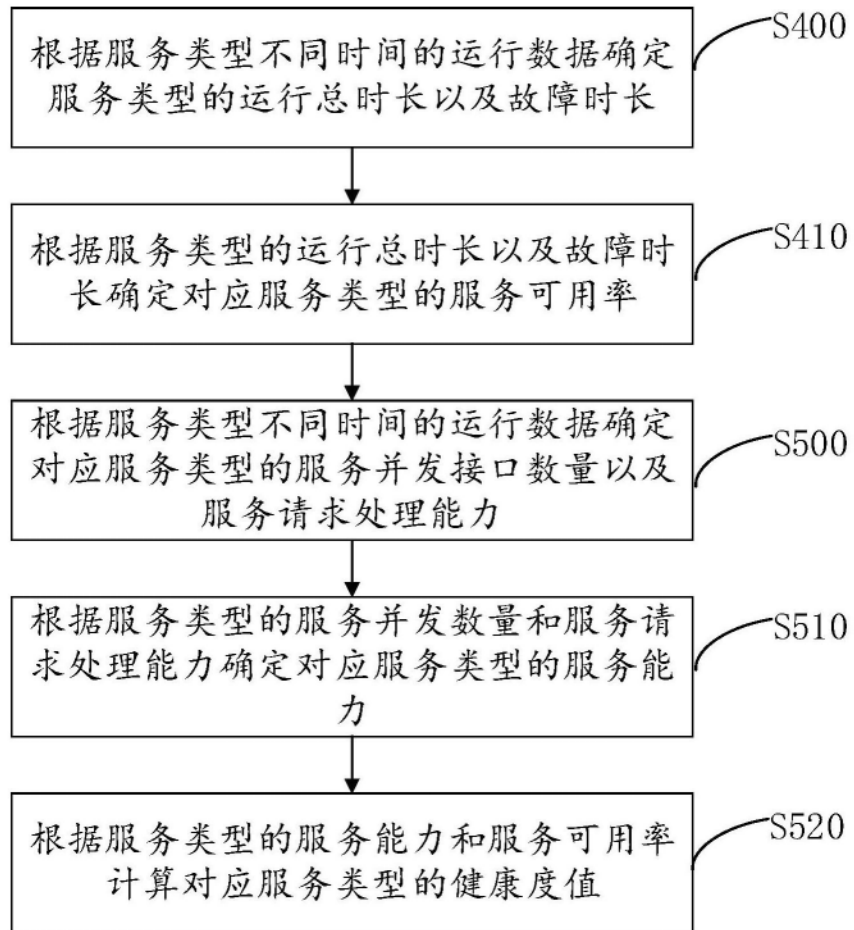 根据服务类型不同时间的运行数据确定
服务类型的运行总时长以及故障时长
S400
根据服务类型的运行总时长以及故障时
长确定对应服务类型的服务可用率
S410
根据服务类型不同时间的运行数据确定
对应服务类型的服务并发接口数量以及
服务请求处理能力
S500
根据服务类型的服务并发数量和服务请
求处理能力确定对应服务类型的服务能
力
S510
根据服务类型的服务能力和服务可用率
计算对应服务类型的健康度值
S520